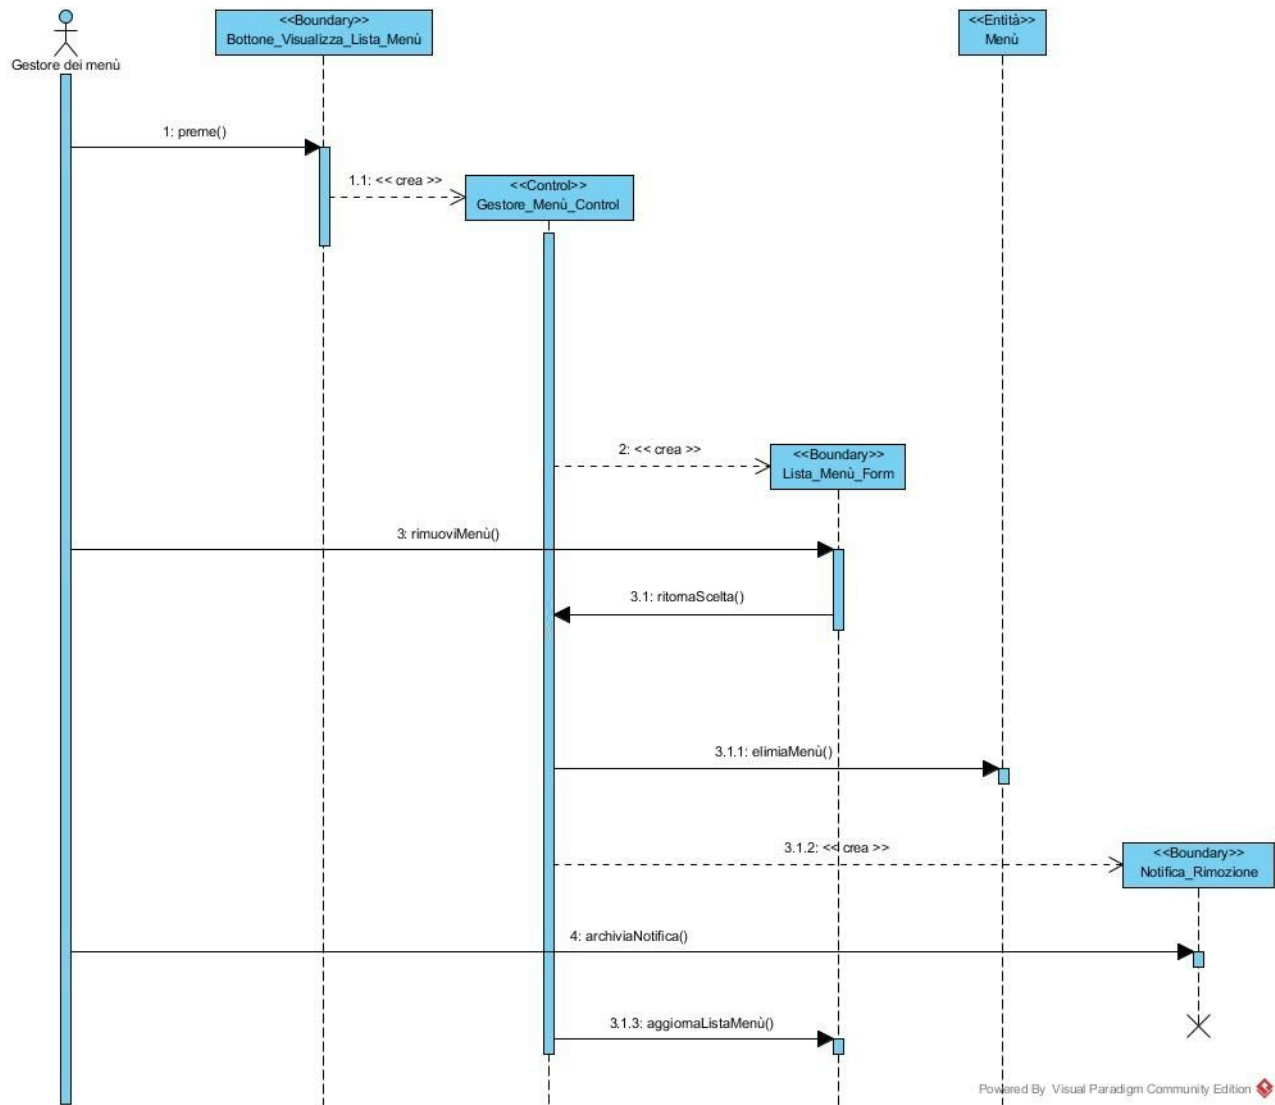 <<Boundary>>
Bottone_Visualizza_Lista_Menù
<<Entità>>
Menù
Gestore dei menù
1: preme()
1.1: << crea >>
<<Control>>
Gestore_Menù_Control
2: << crea >>
<<Boundary>>
Lista_Menù_Form
3: rimuoviMenù()
3.1: ritornaScelta()
3.1.1: elimiaMenù()
3.1.2: << crea >>
<<Boundary>>
Notifica_Rimozione
4: archiviaNotifica()
3.1.3: aggiornaListaMenù()
Powered By Visual Paradigm Community Edition